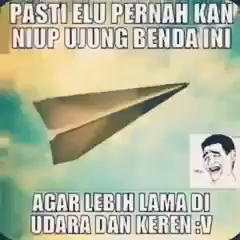 PASTI ELU PERNAH KAN
NIUP UJUNG BENDA INI
AGAR LEBIH LAMA DI
UDARA DAN KEREN :V